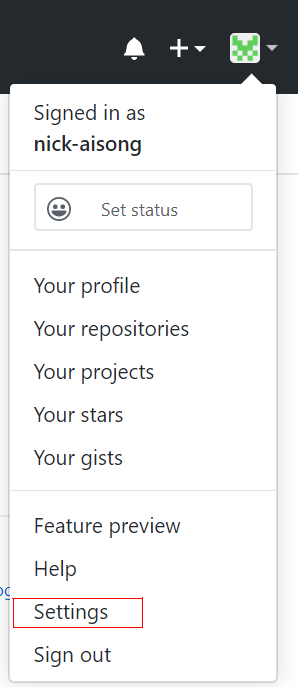 Signed in as
nick-aisong
Set status
Your profile
Your repositories
Your projects
Your stars
Your gists
Feature preview
Help
Settings
Sign out